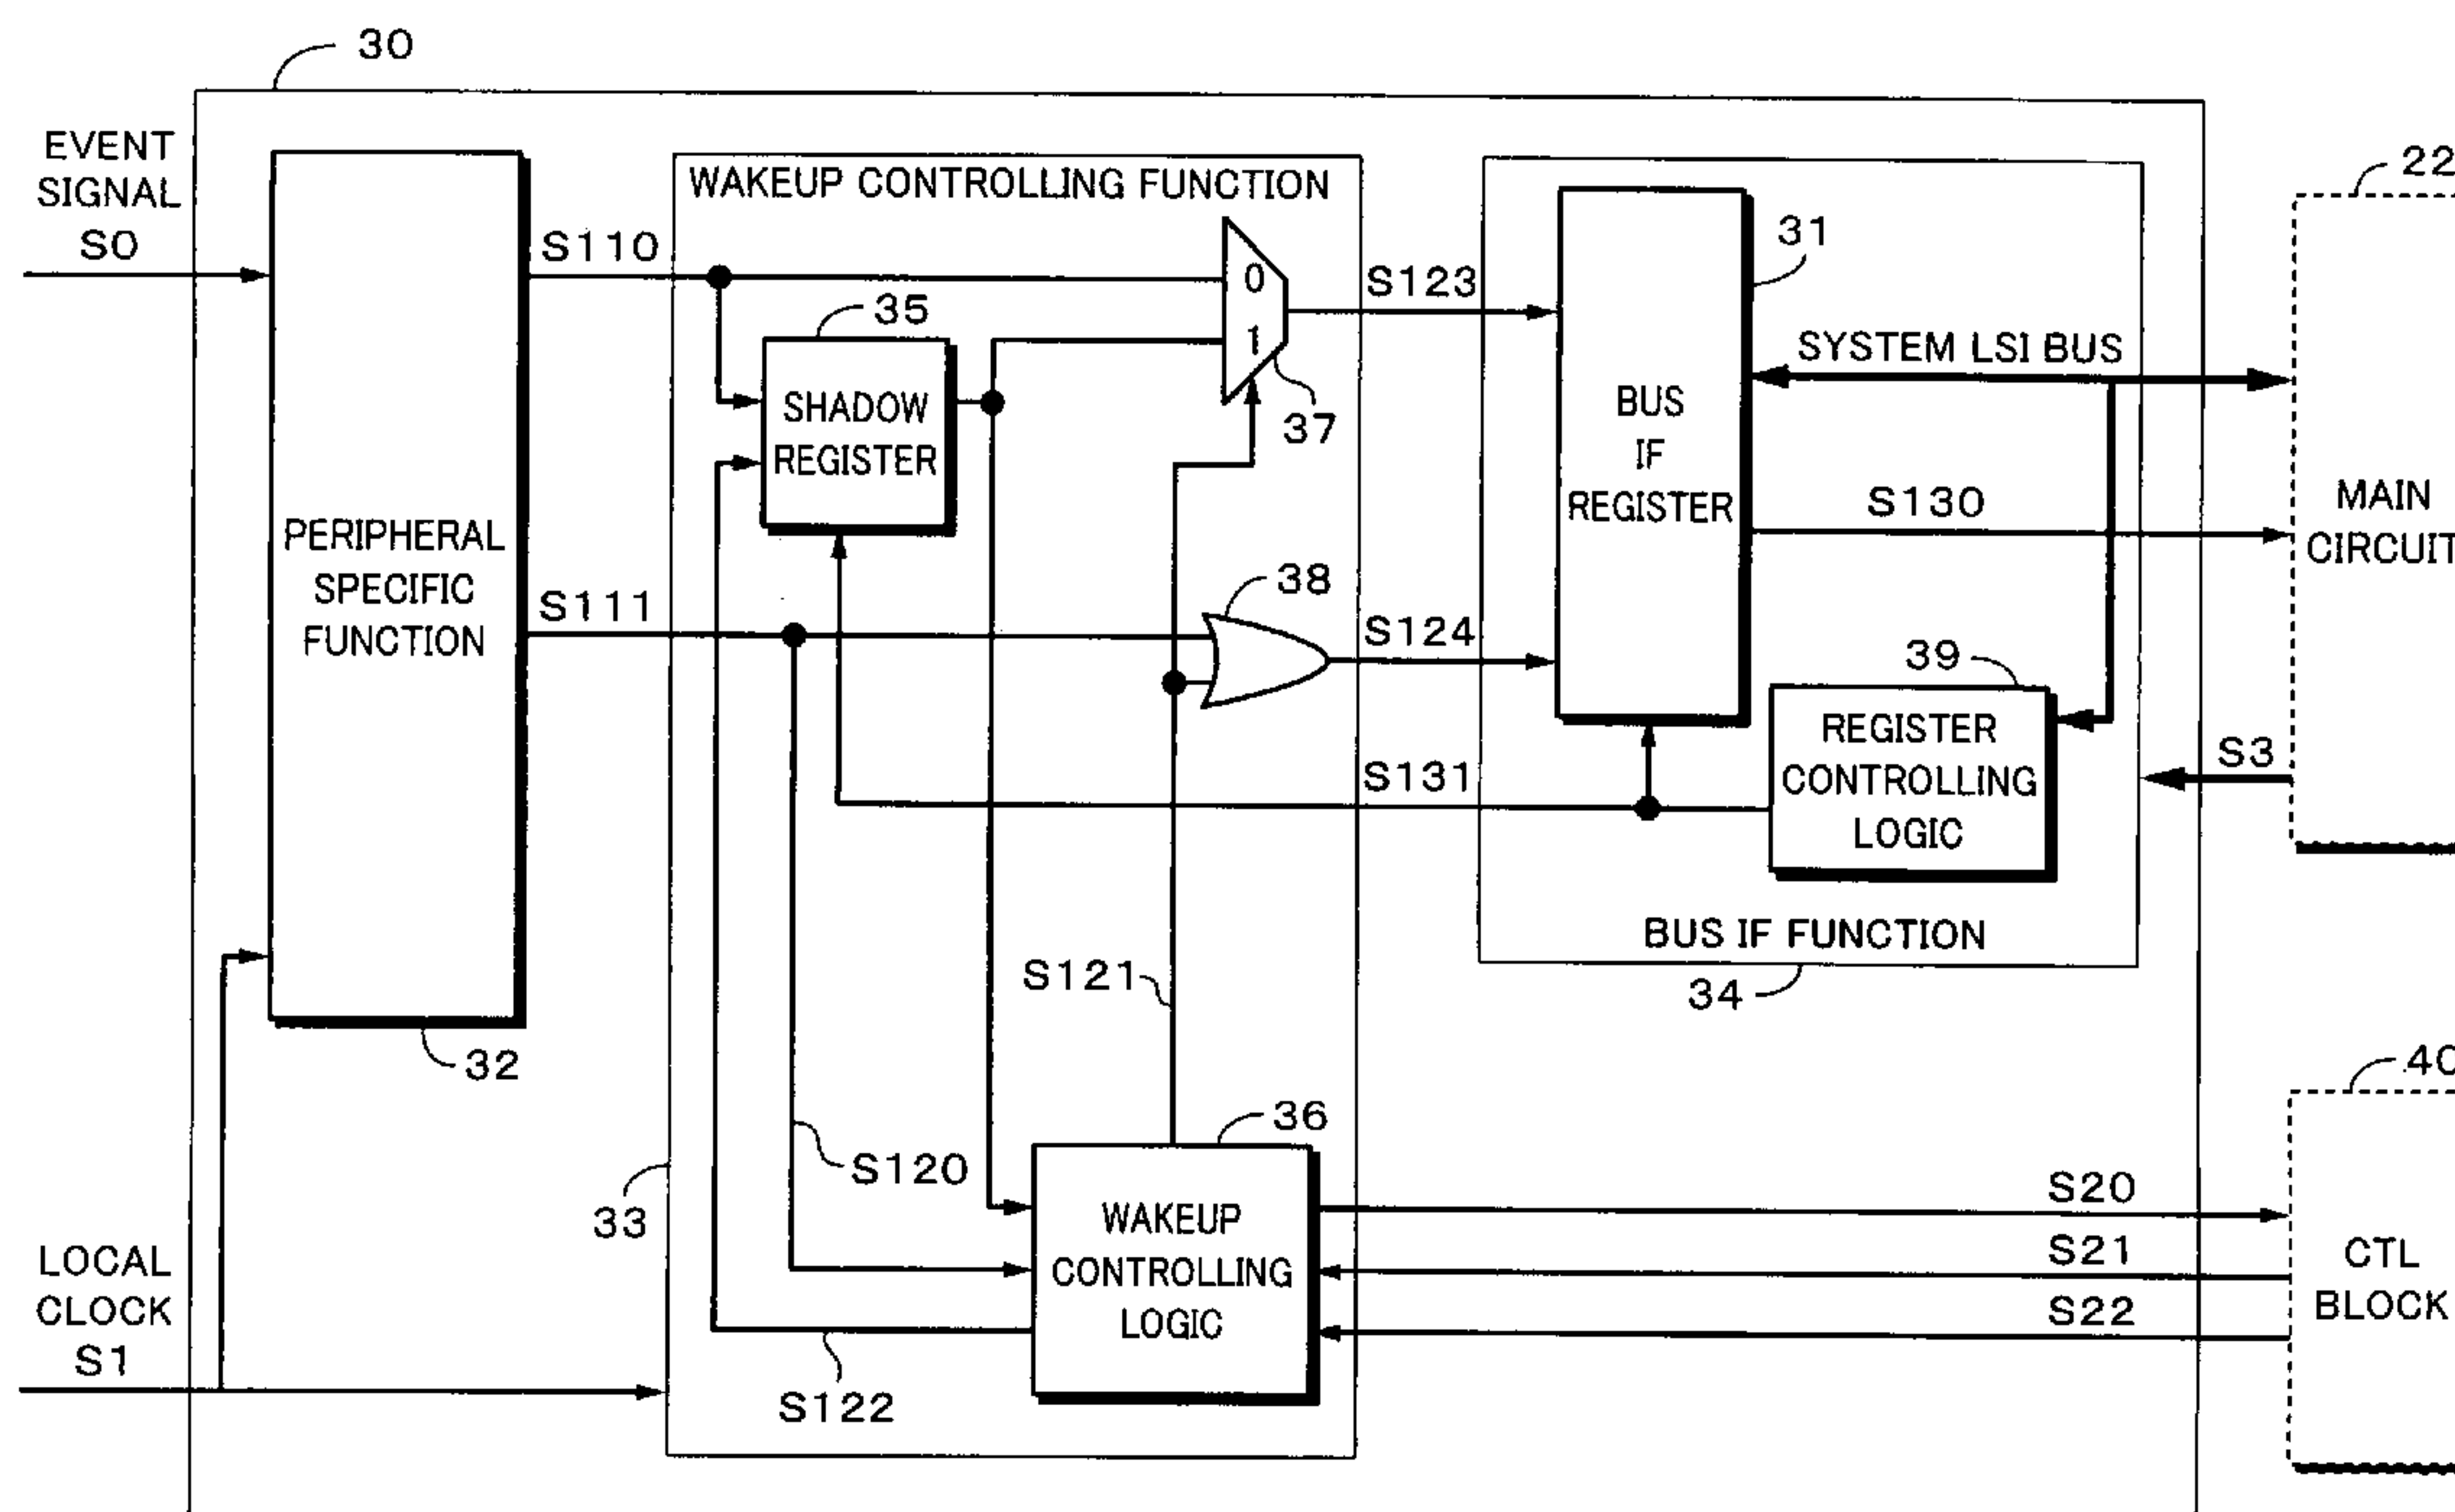 30
EVENT
SIGNAL
S0
WAKEUP CONTROLLING FUNCTION
22
S110
0
1
S123
31
35
SHADOW
REGISTER
37
SYSTEM LSI BUS
BUS
IF
REGISTER
S130
MAIN
CIRCUIT
PERIPHERAL
SPECIFIC
FUNCTION
S111
38
S124
39
REGISTER
CONTROLLING
LOGIC
S3
S131
BUS IF FUNCTION
34
S121
32
40
36
S120
33
WAKEUP
CONTROLLING
LOGIC
S20
S21
S22
CTL
BLOCK
LOCAL
CLOCK
S1
S122